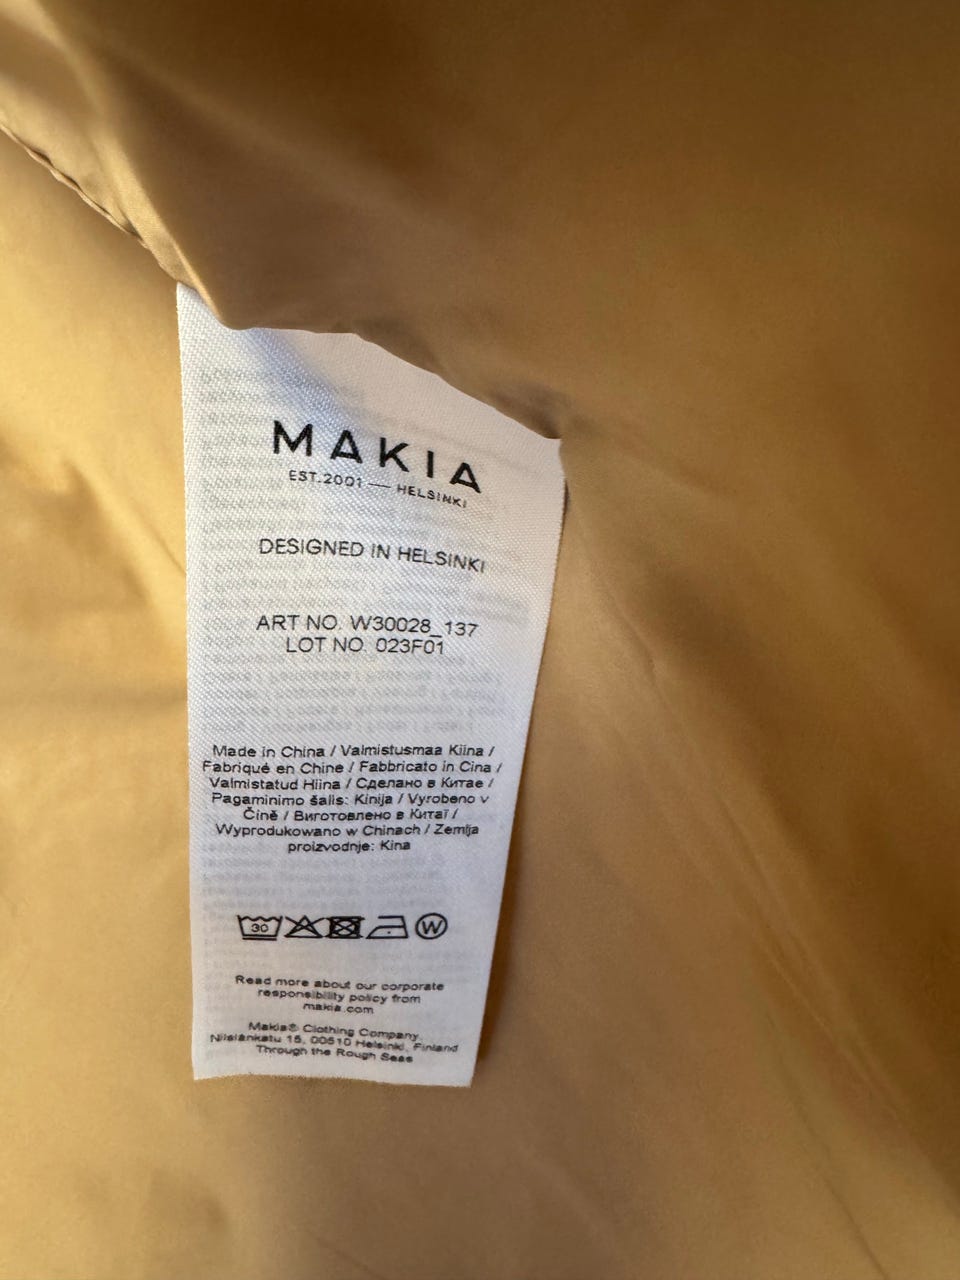 MAKIA
EST.2001 — HELSINKI
DESIGNED IN HELSINKI
ART NO. W30028_137
LOT NO. 023F01
Made in China / Valmistusmaa Kiina /
Fabriqué en Chine / Fabbricato in Cina /
Valmistatud Hiina / Сделано в Китае /
Pagaminimo šalis: Kinija / Vyrobeno v
Číně / Виготовлено в Китаї /
Wyprodukowano w Chinach / Zemlja
proizvodnje: Kina
30 W
Read more about our corporate
responsibility policy from
makia.com
Makia® Clothing Company,
Nilsiänkatu 15, 00510 Helsinki, Finland
Through the Rough Seas